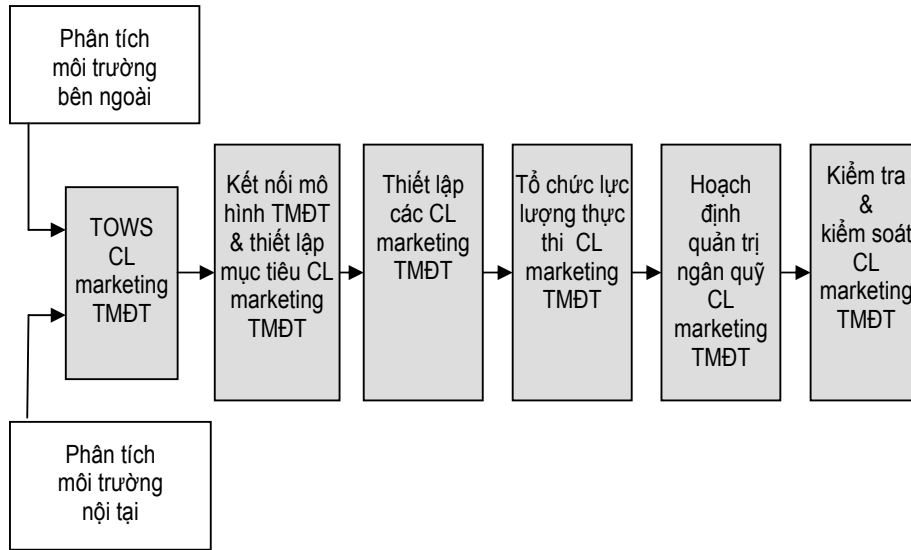 Phân tích
môi trường
bên ngoài
Phân tích
môi trường
nội tại
TOWS
CL
marketing
TMĐT
Kết nối mô
hình TMĐT
& thiết lập
mục tiêu CL
marketing
TMĐT
Thiết lập
các CL
marketing
TMĐT
Tổ chức lực
lượng thực
thi CL
marketing
TMĐT
Hoạch
định
quản trị
ngân quỹ
CL
marketing
TMĐT
Kiểm tra
&
kiểm soát
CL
marketing
TMĐT